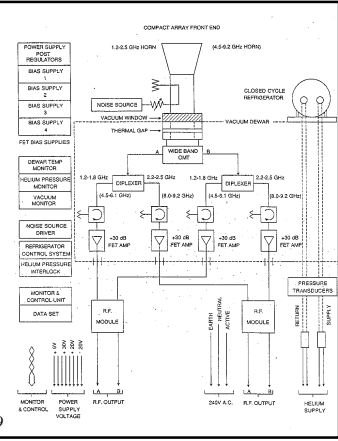 COMPACT ARRAY FRONT END
POWER SUPPLY
POST
REGULATORS
BIAS SUPPLY
1
BIAS SUPPLY
2
BIAS SUPPLY
3
BIAS SUPPLY
4
FET BIAS SUPPLIES
DEWAR TEMP
MONITOR
HELIUM PRESSURE
MONITOR
VACUUM
MONITOR
NOISE SOURCE
DRIVER
REFRIGERATOR
CONTROL SYSTEM
HELIUM PRESSURE
INTERLOCK
MONITOR &
CONTROL UNIT
DATA SET
1.2-2.5 GHz HORN
(4.5-9.2 GHz HORN)
NOISE SOURCE
VACUUM WINDOW
THERMAL GAP
CLOSED CYCLE
REFRIGERATOR
VACUUM DEWAR
A
WIDE BAND
OMT
B
1.2-1.8 GHz
DIPLEXER
2.2-2.5 GHz
1.2-1.8 GHz
DIPLEXER
2.2-2.5 GHz
(4.5-6.1 GHz)
(8.0-9.2 GHz)
(4.5-6.1 GHz)
(8.0-9.2 GHz)
+30 dB
FET AMP
+30 dB
FET AMP
+30 dB
FET AMP
+30 dB
FET AMP
PRESSURE
TRANSDUCERS
R.F.
MODULE
R.F.
MODULE
EARTH
NEUTRAL
ACTIVE
RETURN
SUPPLY
A
B
A
B
MONITOR
& CONTROL
POWER
SUPPLY
VOLTAGE
R.F. OUTPUT
240V A.C.
R.F. OUTPUT
HELIUM
SUPPLY
9